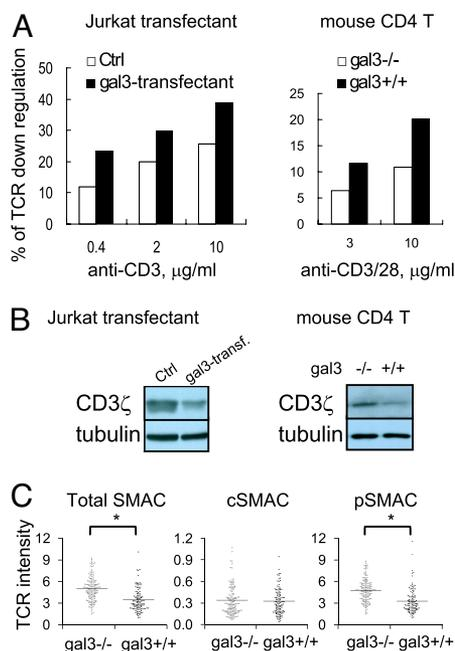 A
Jurkat transfectant
mouse CD4 T
Ctrl
gal3-transfectant
gal3-/-
gal3+/+
% of TCR down regulation
50
40
30
20
10
0
0.4 2 10
anti-CD3, μg/ml
25
20
15
10
5
0
3 10
anti-CD3/28, μg/ml
B
Jurkat transfectant
mouse CD4 T
Ctrl gal3-transf.
gal3 -/- +/+
CD3ζ
tubulin
CD3ζ
tubulin
C
Total SMAC
cSMAC
pSMAC
TCR intensity
*
12
9
6
3
0
gal3-/- gal3+/+
1.2
0.9
0.6
0.3
0.0
gal3-/- gal3+/+
*
12
9
6
3
0
gal3-/- gal3+/+